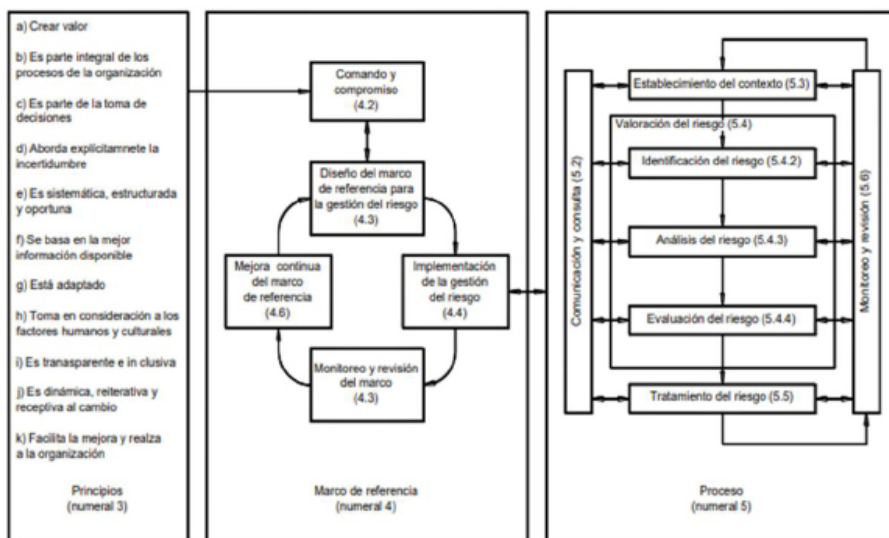 a) Crear valor
b) Es parte integral de los
procesos de la organización
c) Es parte de la toma de
decisiones
d) Aborda explícitamnete la
incertidumbre
e) Es sistemática, estructurada
y oportuna
f) Se basa en la mejor
información disponible
g) Está adaptado
h) Toma en consideración a los
factores humanos y culturales
i) Es tranasparente e in clusiva
j) Es dinámica, reiterativa y
receptiva al cambio
k) Facilita la mejora y realza
a la organización
Principios
(numeral 3)
Comando y
compromiso
(4.2)
Diseño del marco
de referencia para
la gestión del riesgo
(4.3)
Mejora continua
del marco
de referencia
(4.6)
Implementación
de la gestión
del riesgo
(4.4)
Monitoreo y revisión
del marco
(4.3)
Marco de referencia
(numeral 4)
Comunicación y consulta (5.2)
Establecimiento del contexto (5.3)
Valoración del riesgo (5.4)
Identificación del riesgo (5.4.2)
Análisis del riesgo (5.4.3)
Evaluación del riesgo (5.4.4)
Tratamiento del riesgo (5.5)
Monitoreo y revisión (5.6)
Proceso
(numeral 5)